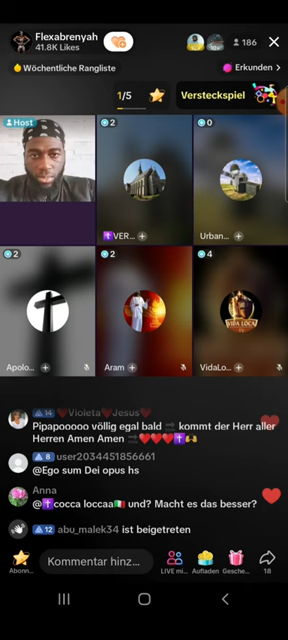 Flexabrenyah
41.8K Likes
186
Wöchentliche Rangliste
Erkunden
1/5
Versteckspiel
Host
2
0
VER...
Urban...
2
2
4
Apolo...
Aram
VidaLo...
14 Violeta Jesus
Pipapooooo völlig egal bald kommt der Herr aller
Herren Amen Amen
8 user2034451856661
@Ego sum Dei opus hs
Anna
@cocca loccaa und? Macht es das besser?
12 abu_malek34 ist beigetreten
Kommentar hinz...
Abonn...
LIVE mi...
Aufladen
Gesche...
18